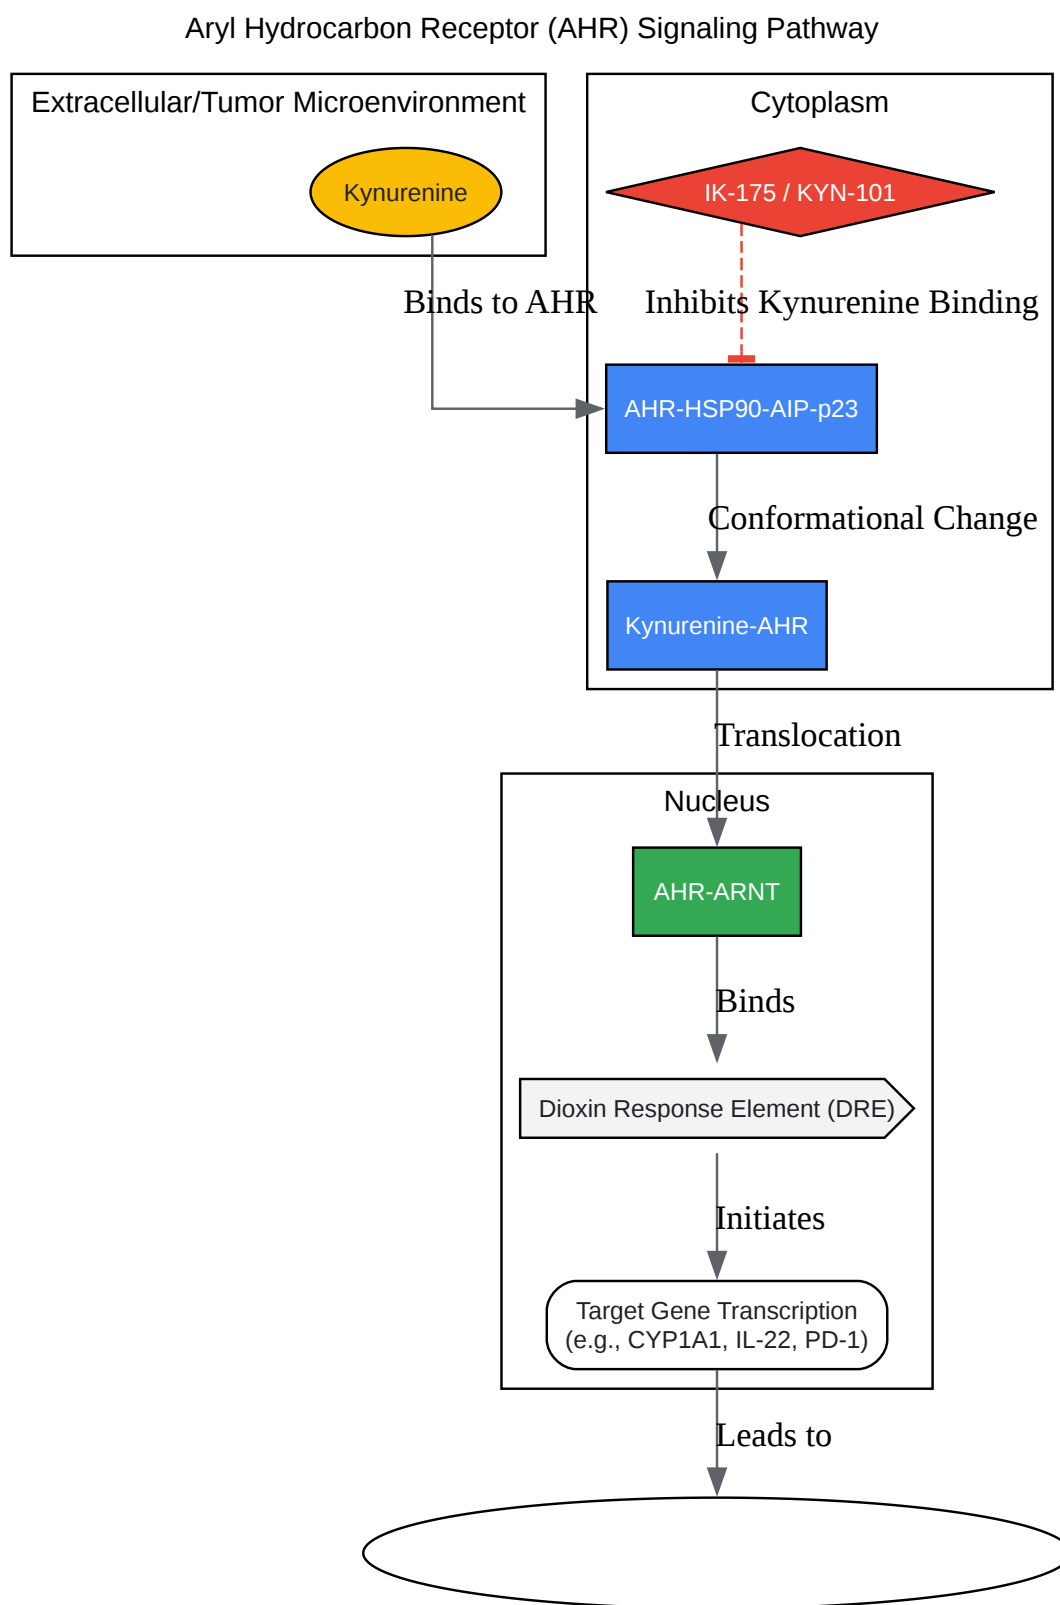 Aryl Hydrocarbon Receptor (AHR) Signaling Pathway
Extracellular/Tumor Microenvironment
Cytoplasm
Kynurenine
IK-175 / KYN-101
Binds to AHR
Inhibits Kynurenine Binding
AHR-HSP90-AIP-p23
Conformational Change
Kynurenine-AHR
Translocation
Nucleus
AHR-ARNT
Binds
Dioxin Response Element (DRE)
Initiates
Target Gene Transcription
(e.g., CYP1A1, IL-22, PD-1)
Leads to